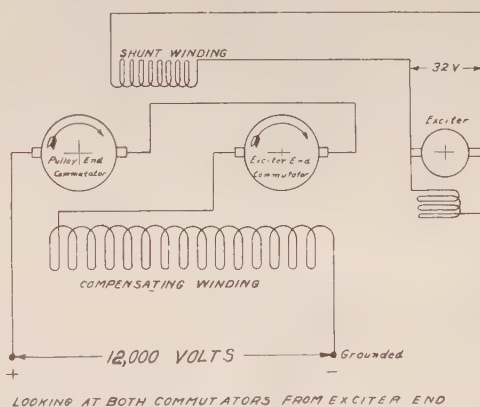 SHUNT WINDING
32 V
Exciter
Pulley End
Commutator
Exciter End
Commutator
COMPENSATING WINDING
12,000 VOLTS
Grounded
+
-
LOOKING AT BOTH COMMUTATORS FROM EXCITER END